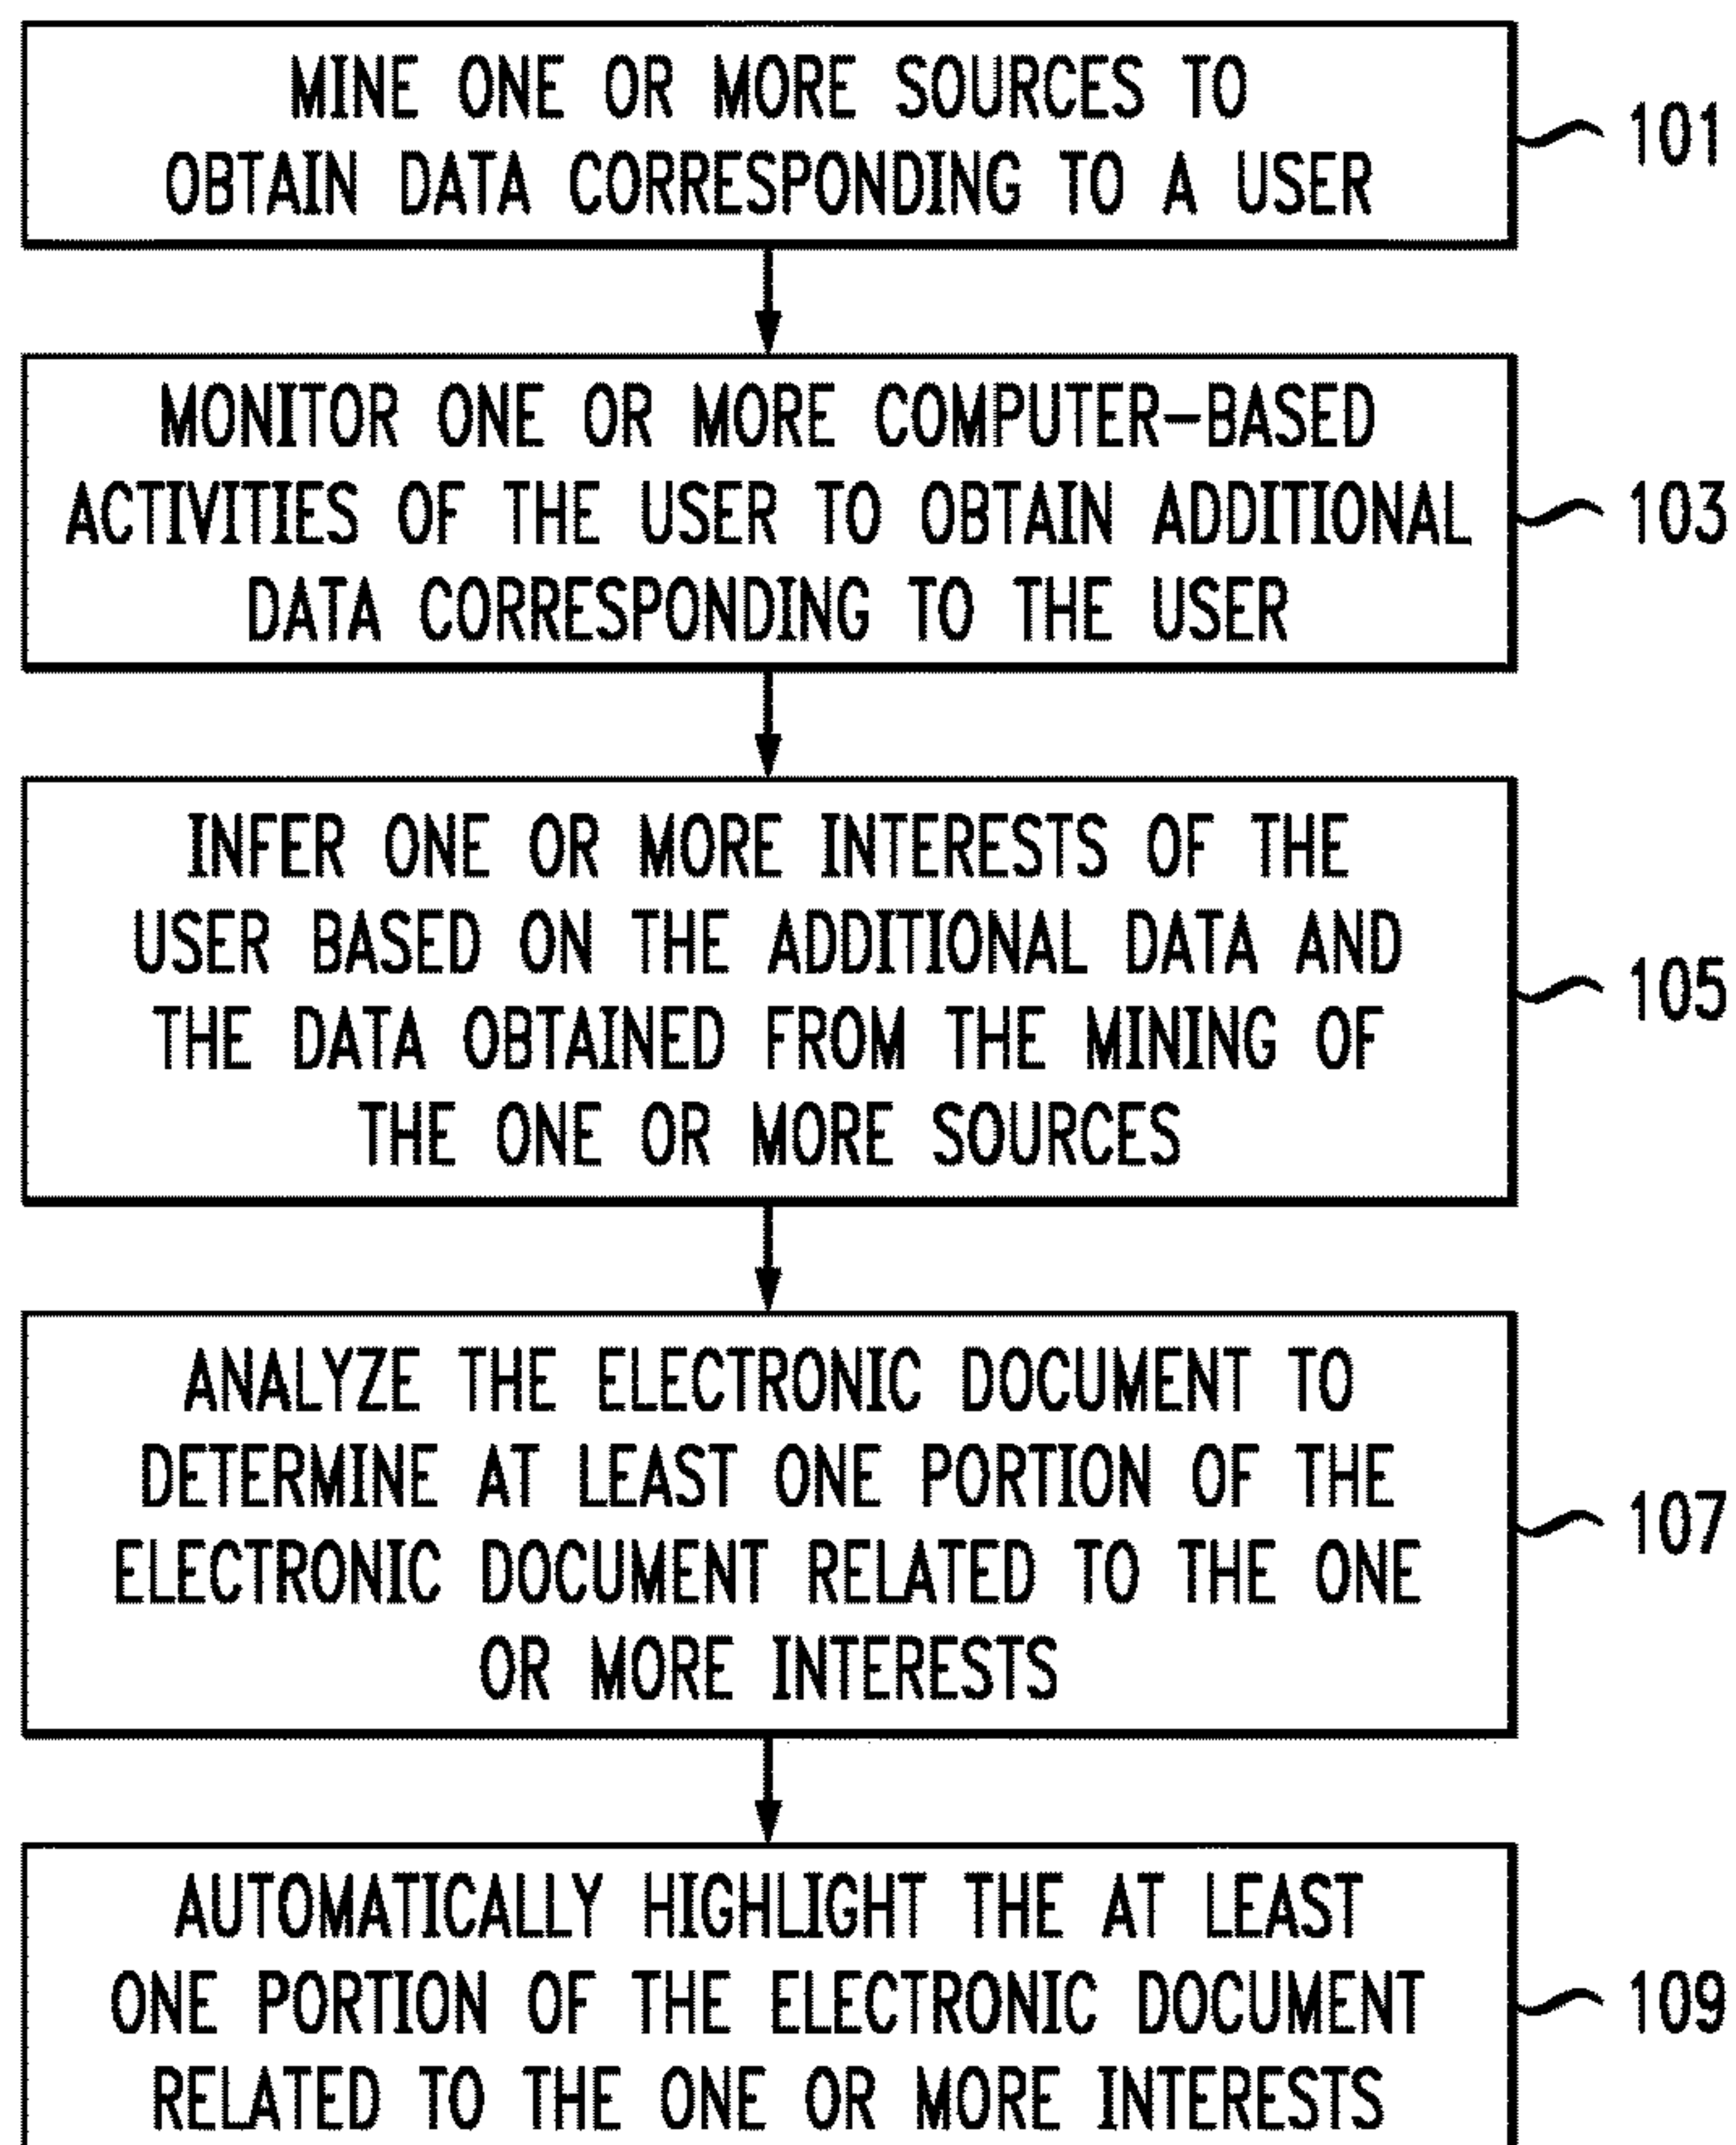 MINE ONE OR MORE SOURCES TO
OBTAIN DATA CORRESPONDING TO A USER
101
MONITOR ONE OR MORE COMPUTER-BASED
ACTIVITIES OF THE USER TO OBTAIN ADDITIONAL
DATA CORRESPONDING TO THE USER
103
INFER ONE OR MORE INTERESTS OF THE
USER BASED ON THE ADDITIONAL DATA AND
THE DATA OBTAINED FROM THE MINING OF
THE ONE OR MORE SOURCES
105
ANALYZE THE ELECTRONIC DOCUMENT TO
DETERMINE AT LEAST ONE PORTION OF THE
ELECTRONIC DOCUMENT RELATED TO THE ONE
OR MORE INTERESTS
107
AUTOMATICALLY HIGHLIGHT THE AT LEAST
ONE PORTION OF THE ELECTRONIC DOCUMENT
RELATED TO THE ONE OR MORE INTERESTS
109